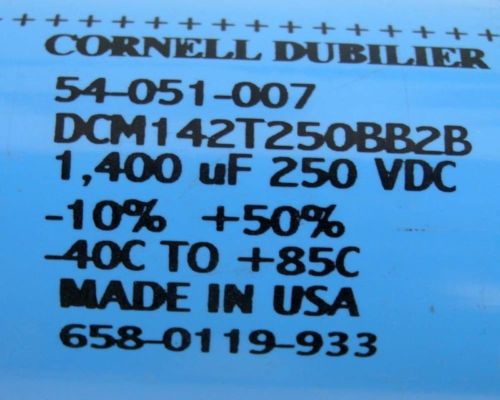 ++++++++++++++++++++++
CORNELL DUBILIER
54-051-007
DCM142T250BB2B
1,400 uF 250 VDC
-10% +50%
-40C TO +85C
MADE IN USA
658-0119-933